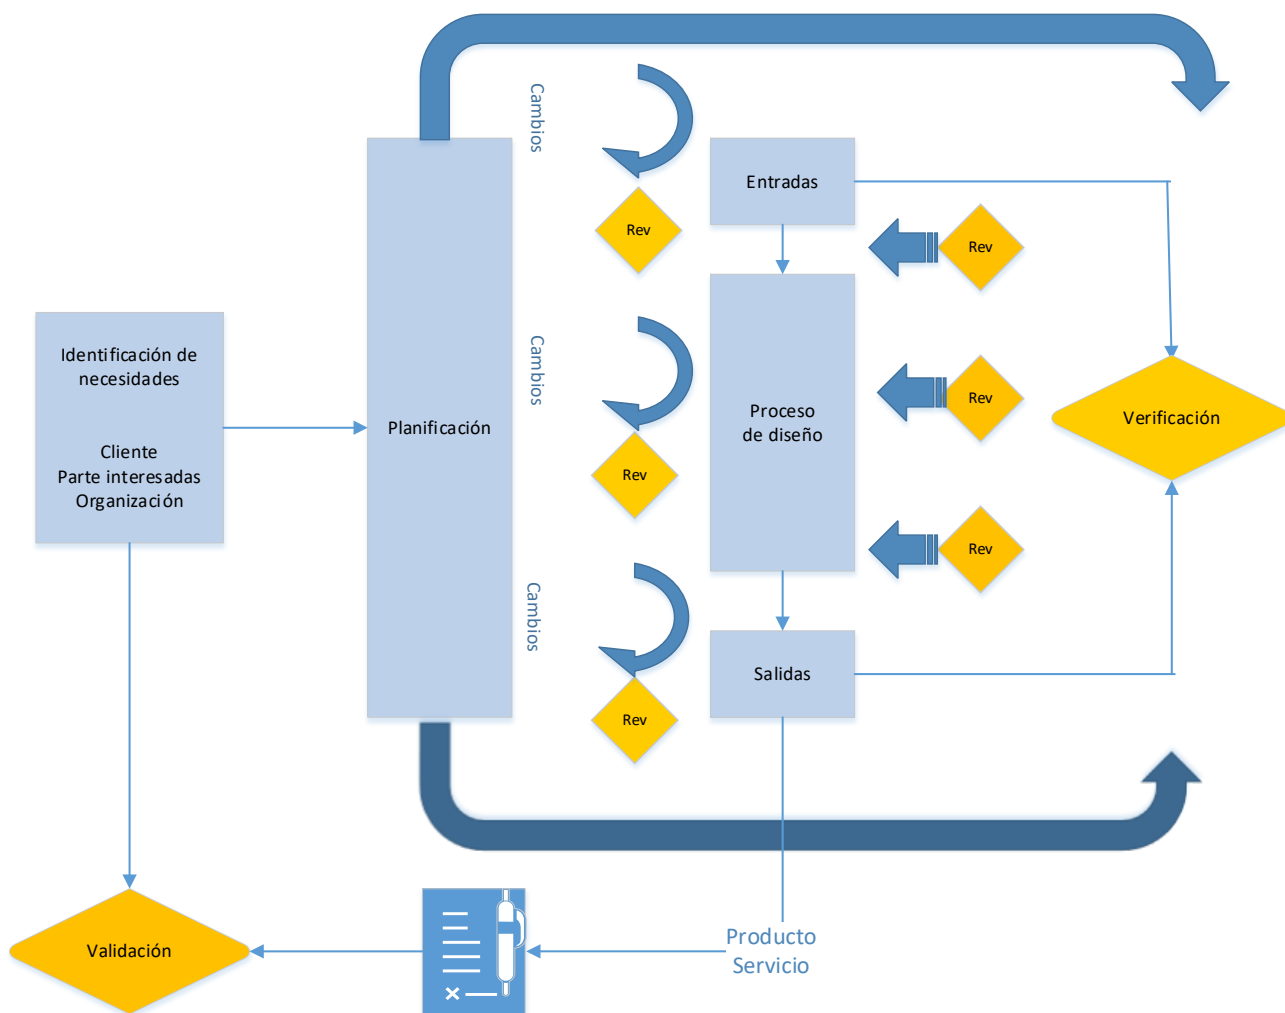 Cambios
Entradas
Rev
Rev
Identificación de
necesidades
Cliente
Parte interesadas
Organización
Planificación
Cambios
Proceso
de diseño
Rev
Verificación
Rev
Rev
Cambios
Salidas
Rev
Validación
Producto
Servicio